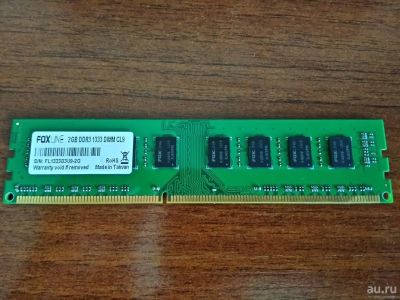 FOXLINE 2GB DDR3 1333 DIMM CL9
S/N: FL1333D3U9-2G RoHS
Warranty void if removed Made in Taiwan
au.ru